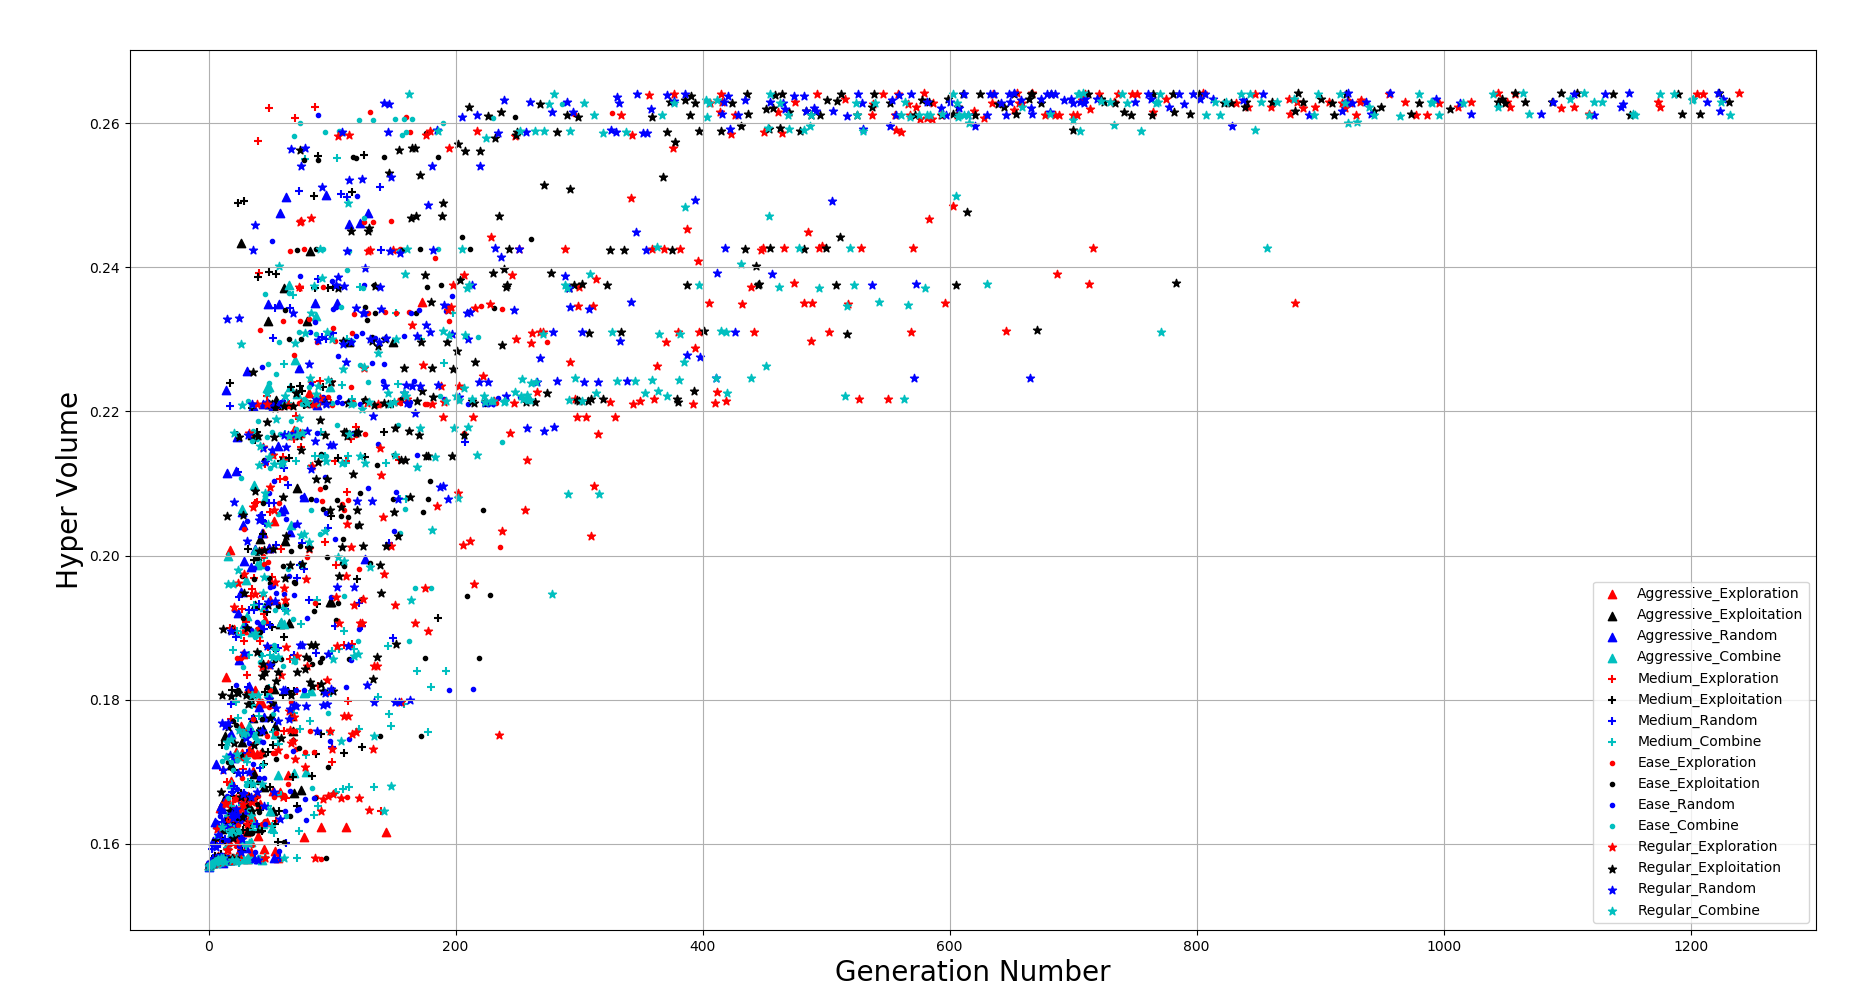 Hyper Volume
0.26
0.24
0.22
0.20
0.18
0.16
0
200
400
600
800
1000
1200
Generation Number
Aggressive_Exploration
Aggressive_Exploitation
Aggressive_Random
Aggressive_Combine
Medium_Exploration
Medium_Exploitation
Medium_Random
Medium_Combine
Ease_Exploration
Ease_Exploitation
Ease_Random
Ease_Combine
Regular_Exploration
Regular_Exploitation
Regular_Random
Regular_Combine